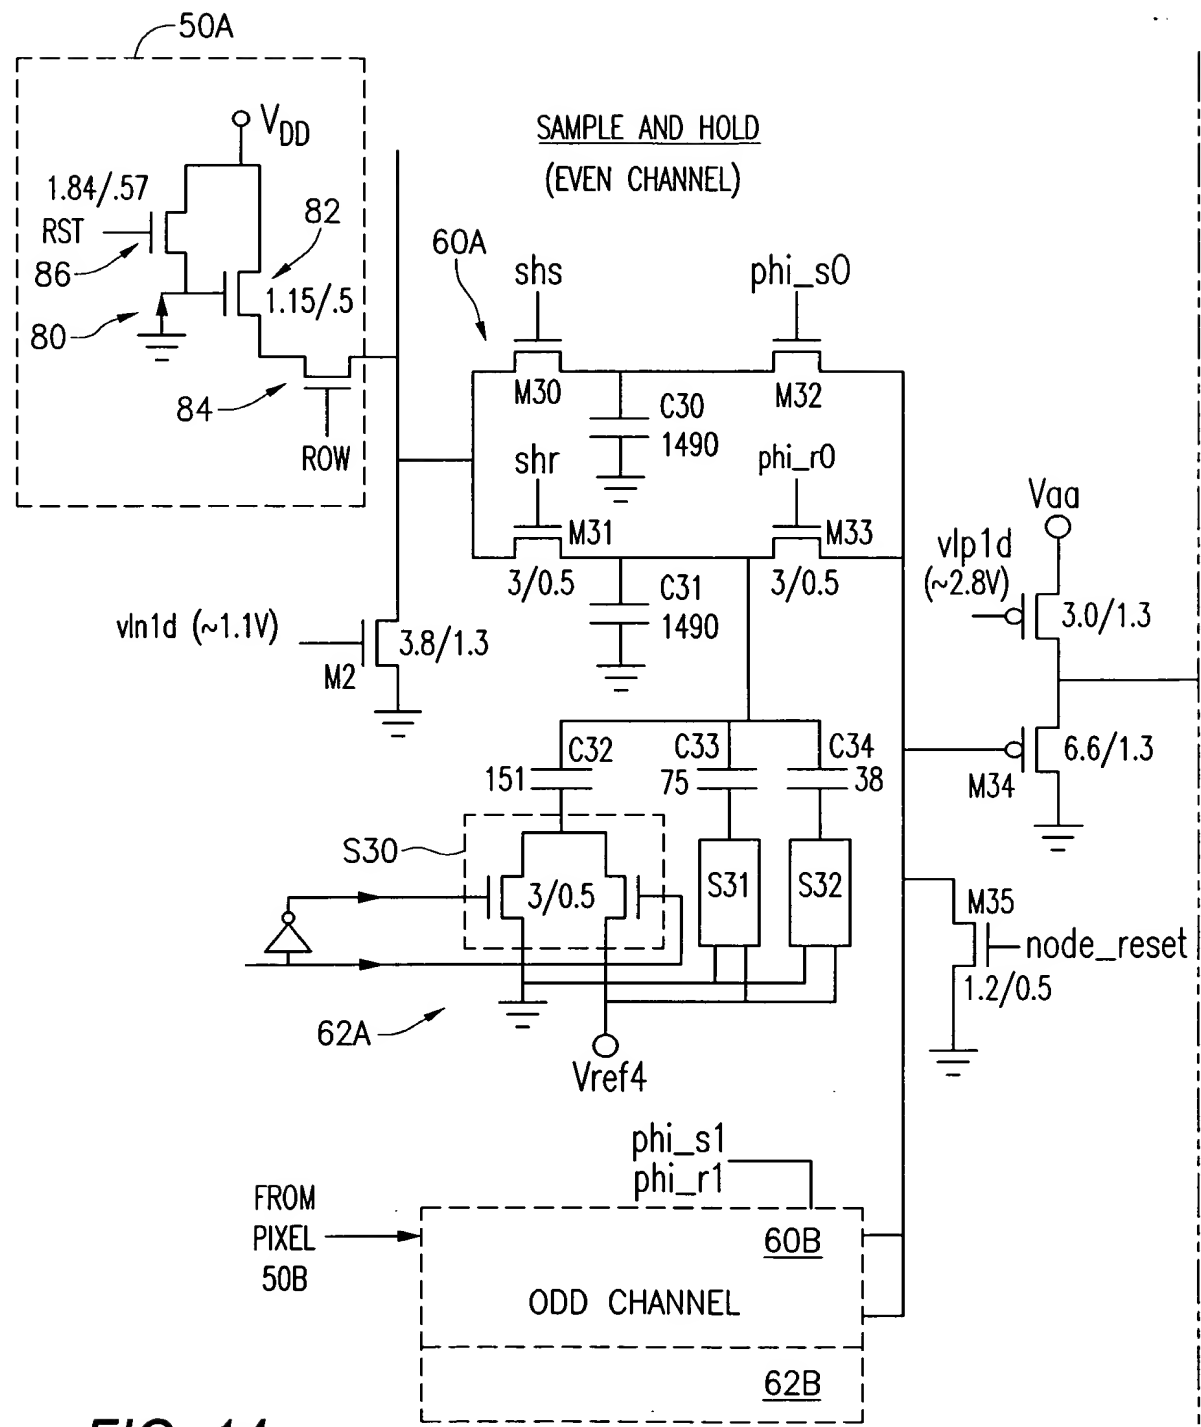 50A
VDD
SAMPLE AND HOLD
(EVEN CHANNEL)
1.84/.57
RST
86
82
1.15/.5
80
84
ROW
60A
shs
phi_s0
M30
M32
C30
1490
shr
phi_r0
M31
M33
3/0.5
3/0.5
C31
1490
Vaa
vlp1d
(~2.8V)
3.0/1.3
vln1d (~1.1V)
3.8/1.3
M2
C32
151
C33
75
C34
38
6.6/1.3
M34
S30
3/0.5
S31
S32
M35
node_reset
1.2/0.5
62A
Vref4
phi_s1
phi_r1
FROM
PIXEL
50B
60B
ODD CHANNEL
62B